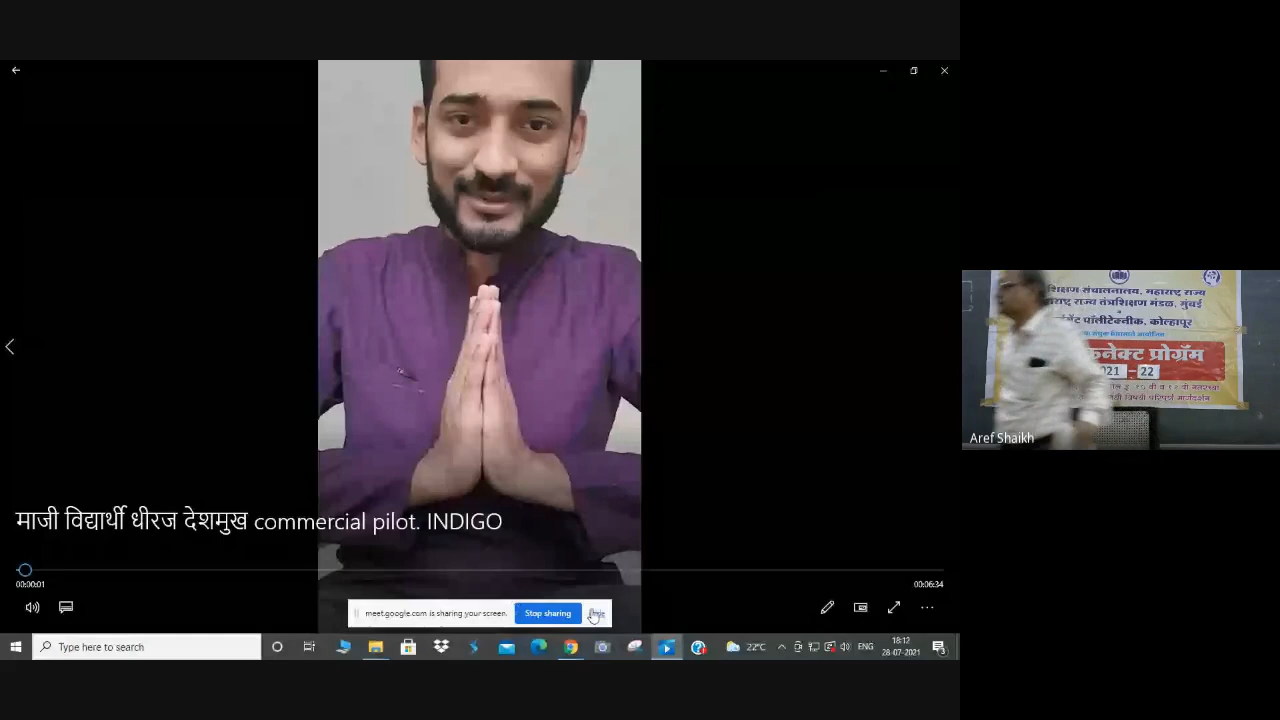 माजी विद्यार्थी धीरज देशमुख commercial pilot. INDIGO
00:00:01
00:06:34
meet.google.com is sharing your screen.
Stop sharing
Type here to search
22°C
ENG
18:12
28-07-2021
शिक्षण संचालनालय, महाराष्ट्र राज्य
राज्य तंत्रशिक्षण मंडळ, मुंबई
पॉलीटेक्नीक, कोल्हापूर
प्रोग्रॅम
22
Aref Shaikh